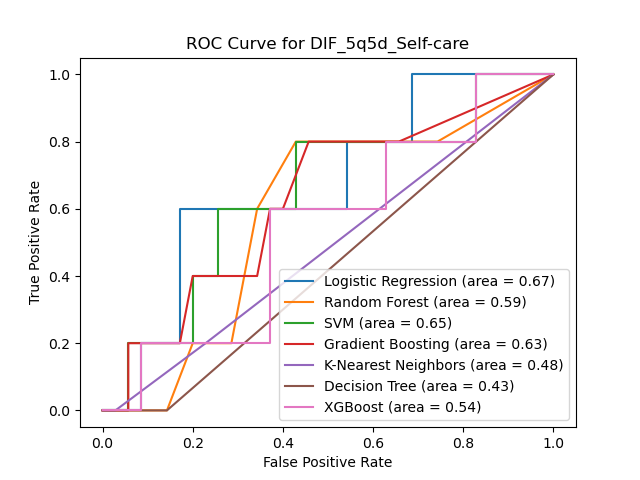 ROC Curve for DIF_5q5d_Self-care
True Positive Rate
1.0
0.8
0.6
0.4
0.2
0.0
Logistic Regression (area = 0.67)
Random Forest (area = 0.59)
SVM (area = 0.65)
Gradient Boosting (area = 0.63)
K-Nearest Neighbors (area = 0.48)
Decision Tree (area = 0.43)
XGBoost (area = 0.54)
0.0 0.2 0.4 0.6 0.8 1.0
False Positive Rate